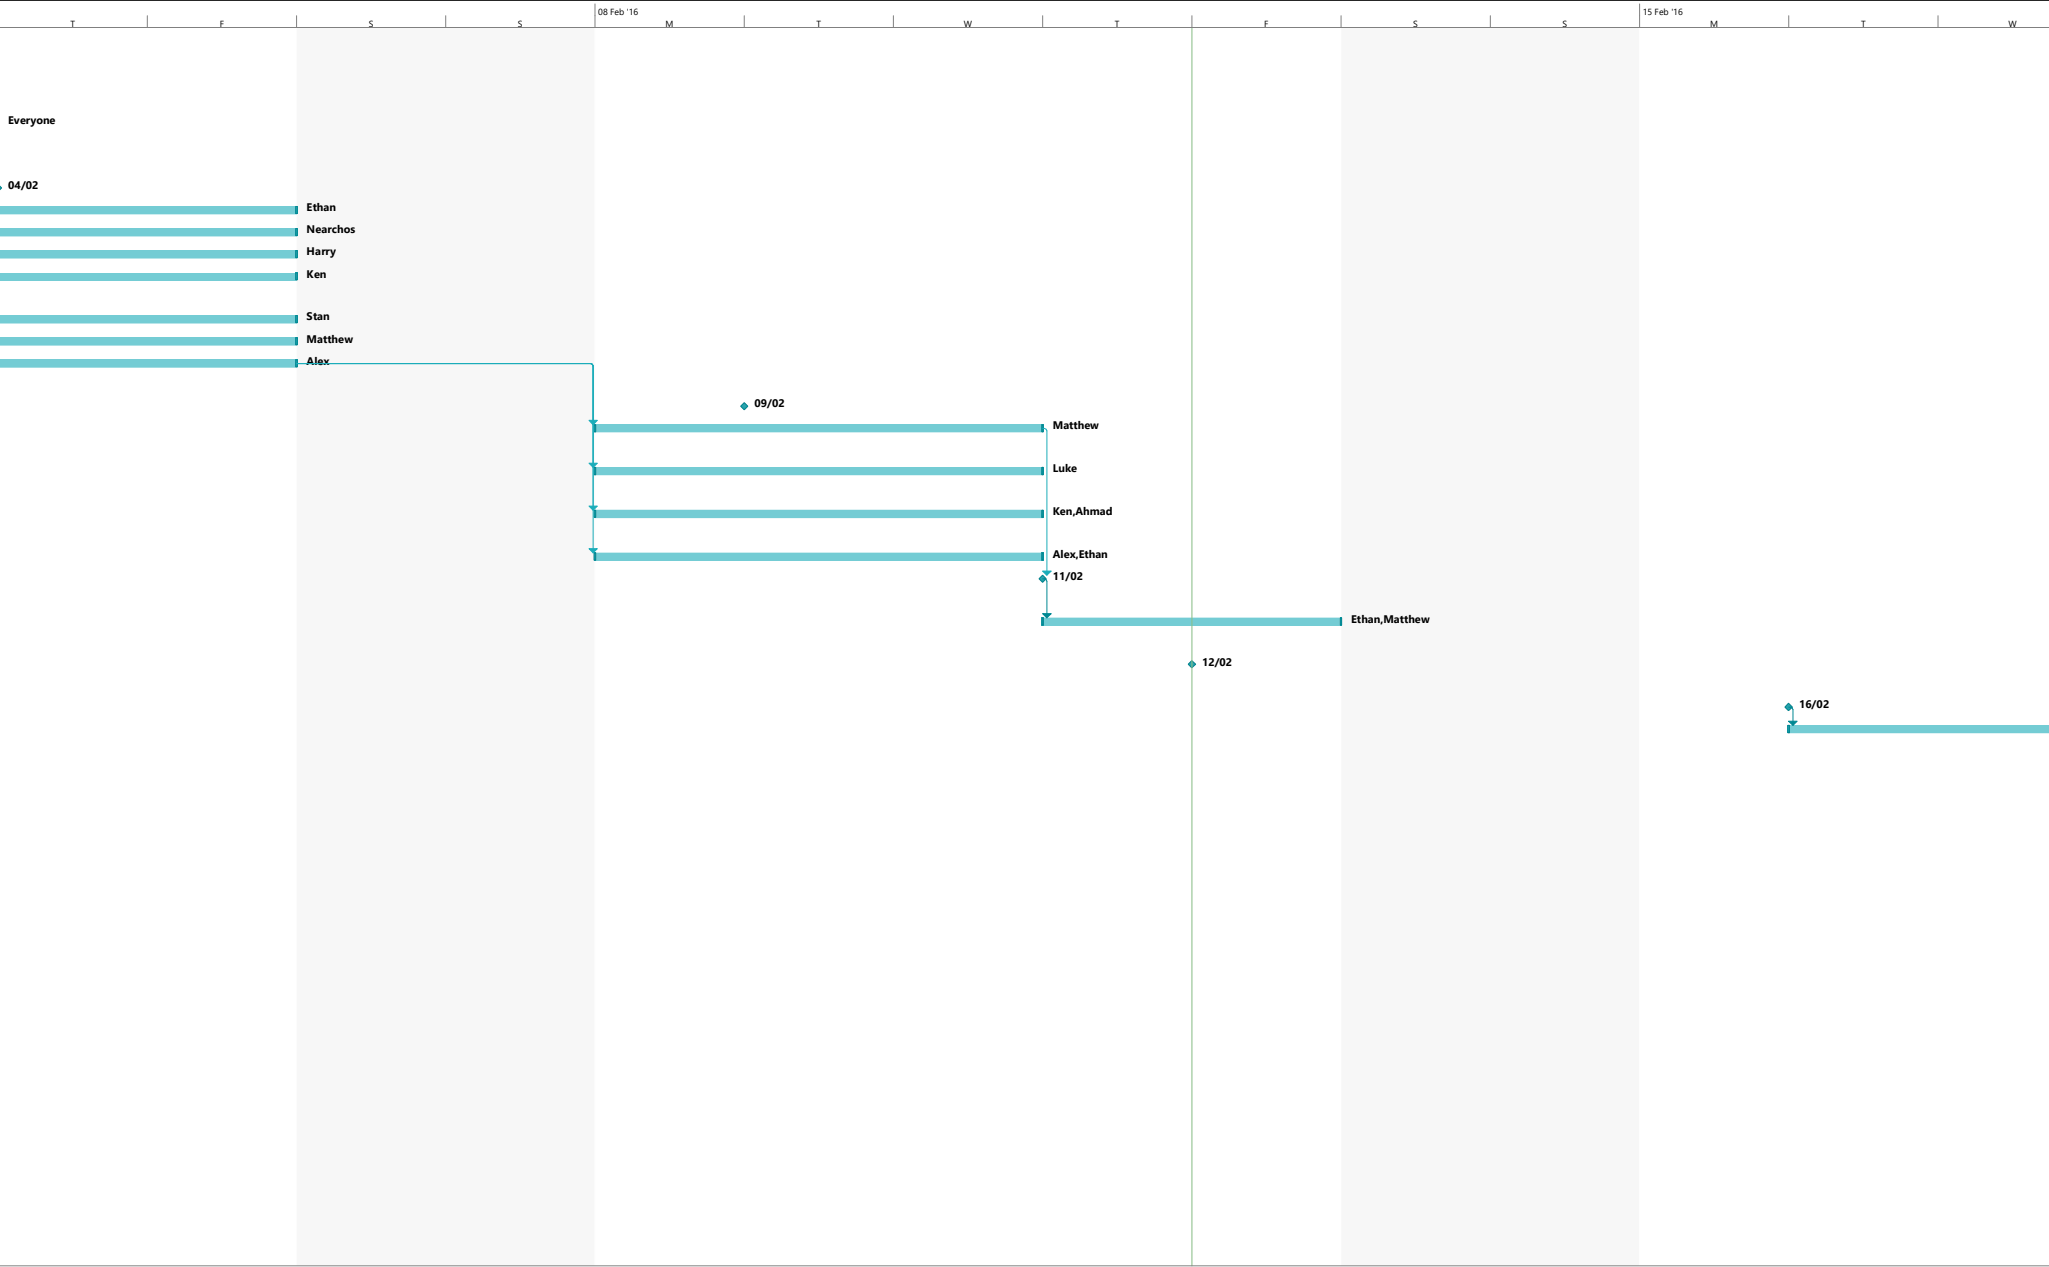 08 Feb '16 15 Feb '16
T F S S M T W T F S S M T W
Everyone
04/02
Ethan
Nearchos
Harry
Ken
Stan
Matthew
Alex
09/02
Matthew
Luke
Ken,Ahmad
Alex,Ethan
11/02
Ethan,Matthew
12/02
16/02